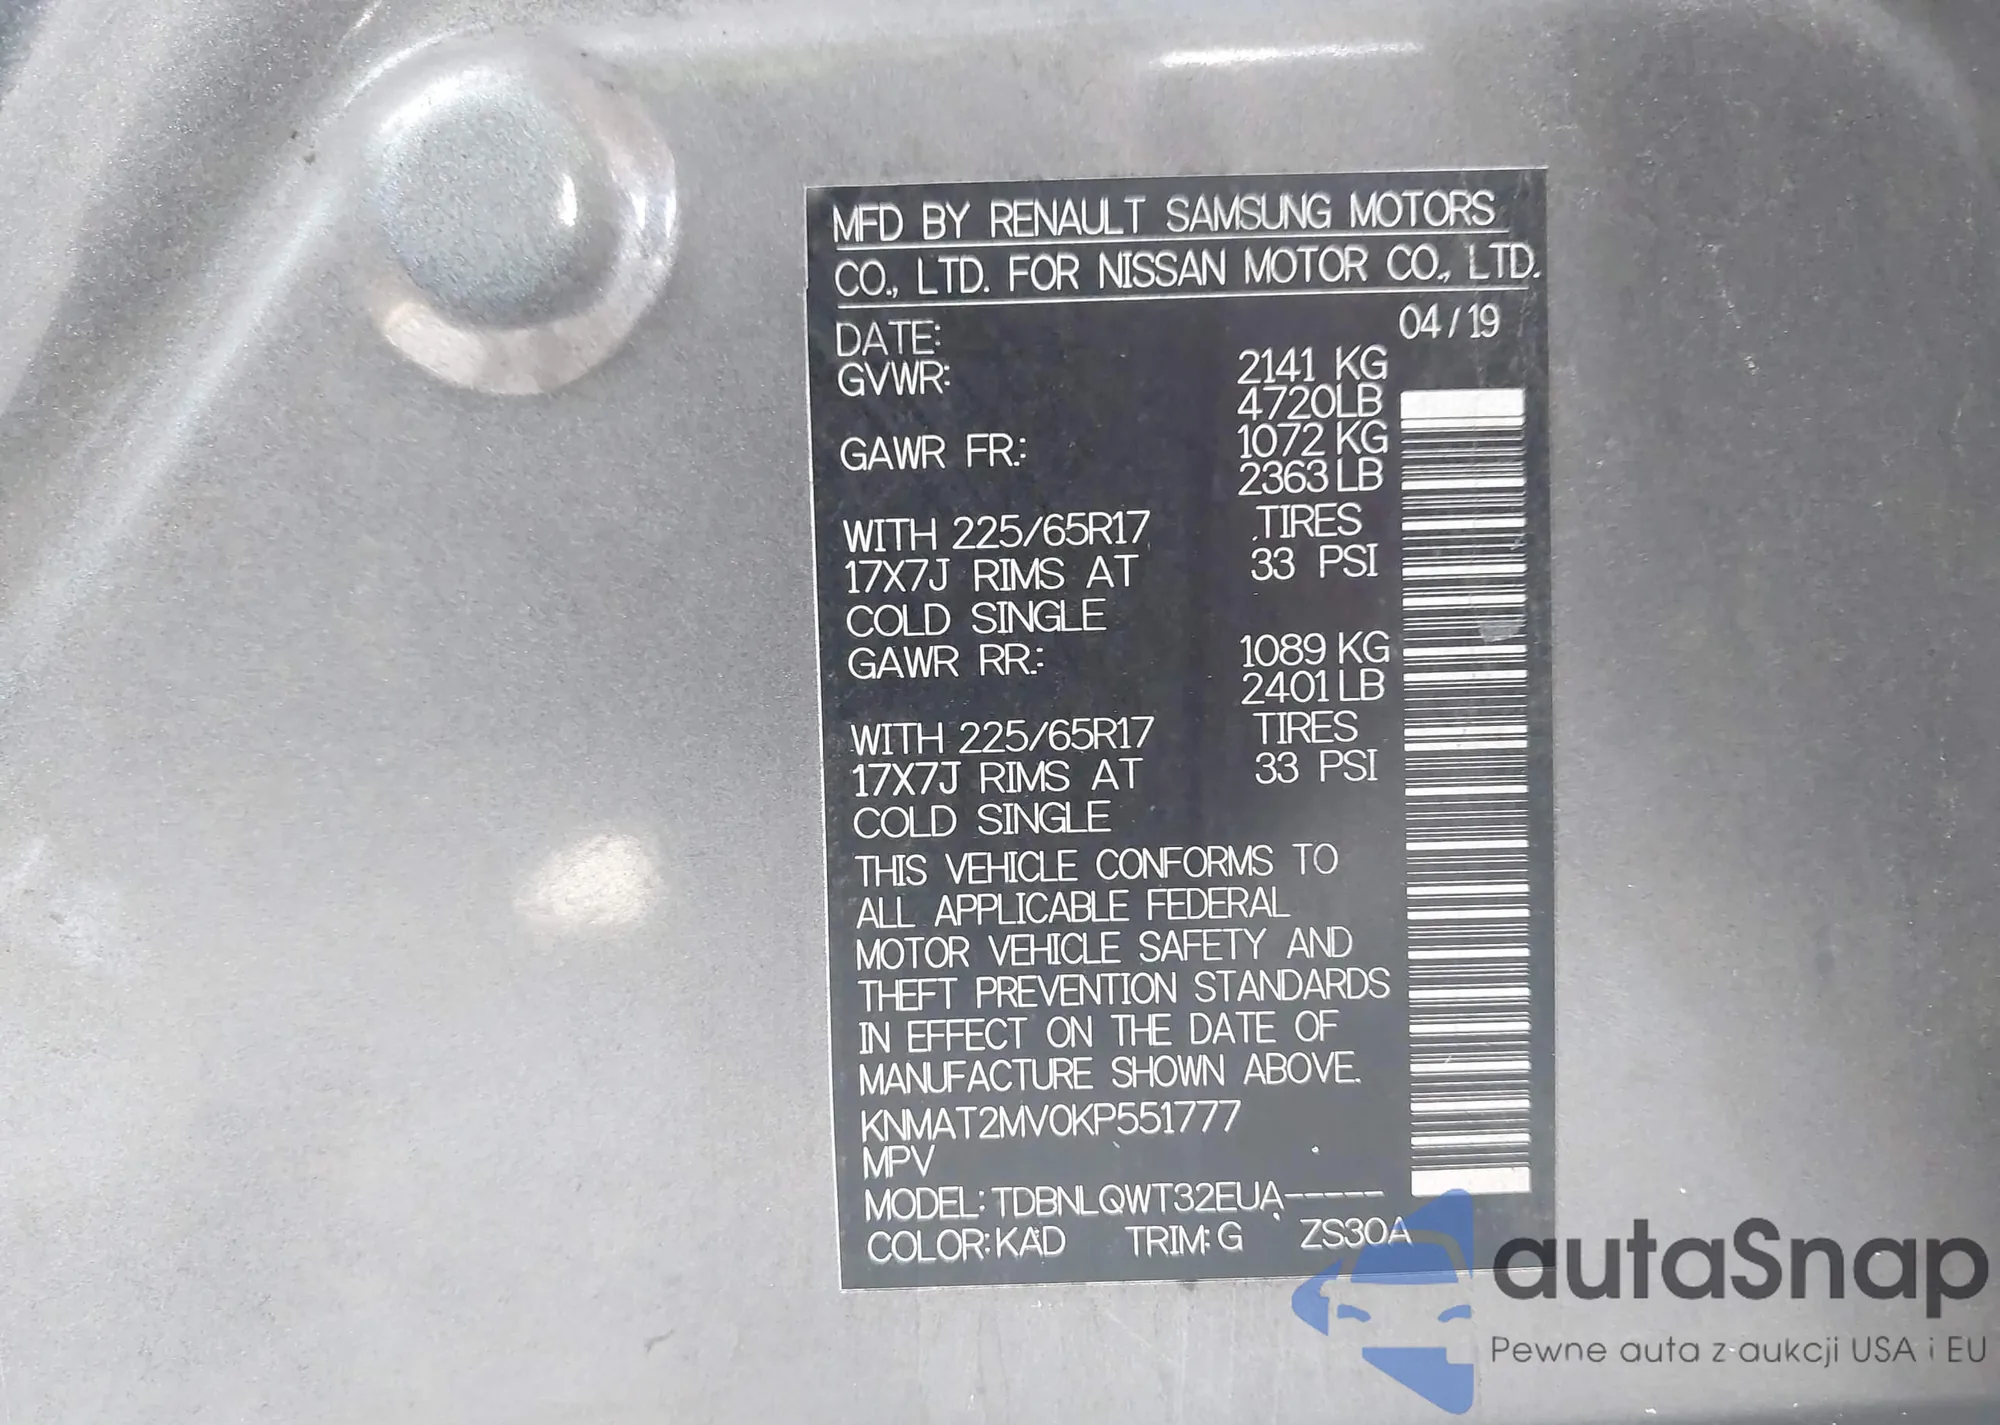 MFD BY RENAULT SAMSUNG MOTORS
CO., LTD. FOR NISSAN MOTOR CO., LTD.
DATE: 04/19
GVWR: 2141 KG
4720LB
GAWR FR.: 1072 KG
2363LB
WITH 225/65R17 TIRES
17X7J RIMS AT 33 PSI
COLD SINGLE
GAWR RR.: 1089 KG
2401LB
WITH 225/65R17 TIRES
17X7J RIMS AT 33 PSI
COLD SINGLE
THIS VEHICLE CONFORMS TO
ALL APPLICABLE FEDERAL
MOTOR VEHICLE SAFETY AND
THEFT PREVENTION STANDARDS
IN EFFECT ON THE DATE OF
MANUFACTURE SHOWN ABOVE.
KNMAT2MV0KP551777
MPV
MODEL: TDBNLQWT32EUA-----
COLOR: KAD TRIM: G ZS30A
autaSnap
Pewne auta z aukcji USA i EU